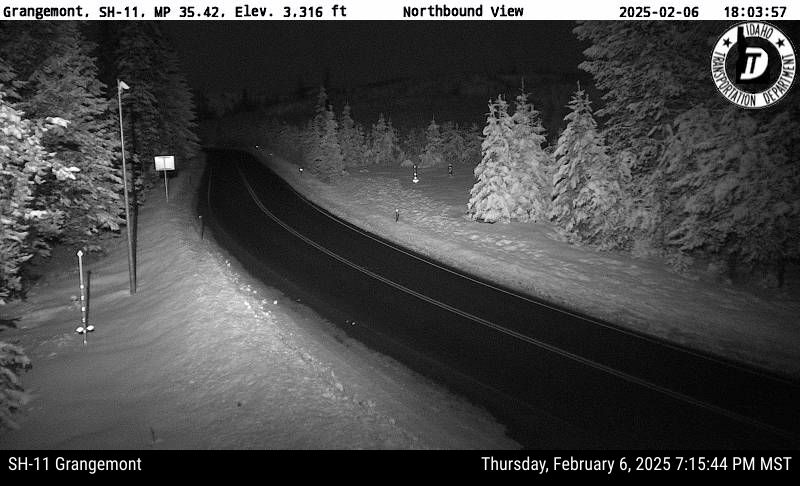 Grangemont, SH-11, MP 35.42, Elev. 3,316 ft Northbound View 2025-02-06 18:03:57
IDAHO
TRANSPORTATION DEPARTMENT
SH-11 Grangemont Thursday, February 6, 2025 7:15:44 PM MST